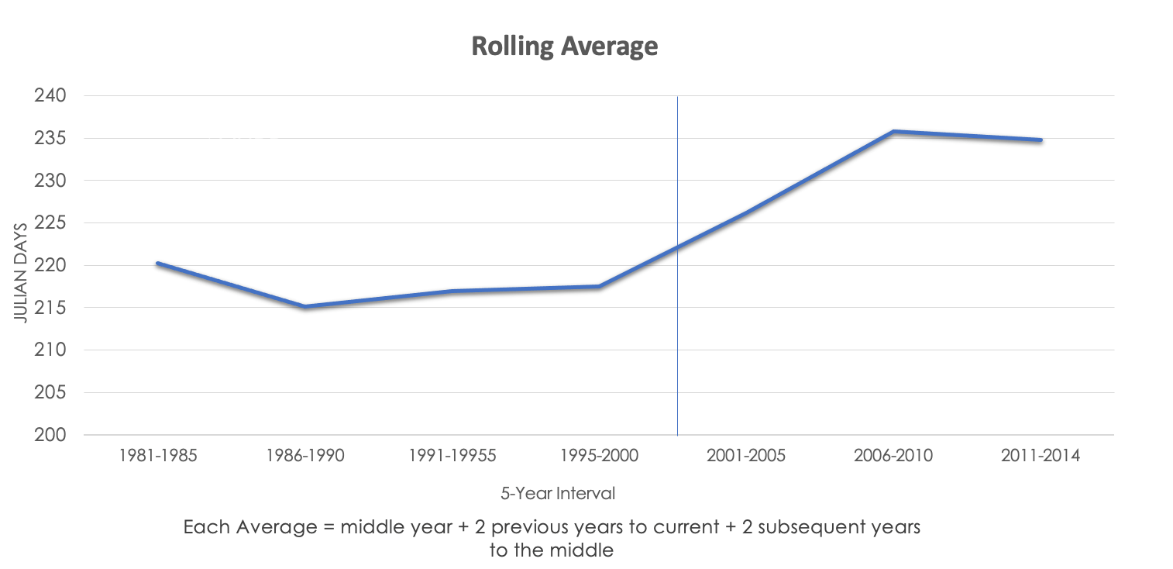 Rolling Average
240
235
230
225
220
215
210
205
200
JULIAN DAYS
1981-1985 1986-1990 1991-19955 1995-2000 2001-2005 2006-2010 2011-2014
5-Year Interval
Each Average = middle year + 2 previous years to current + 2 subsequent years
to the middle